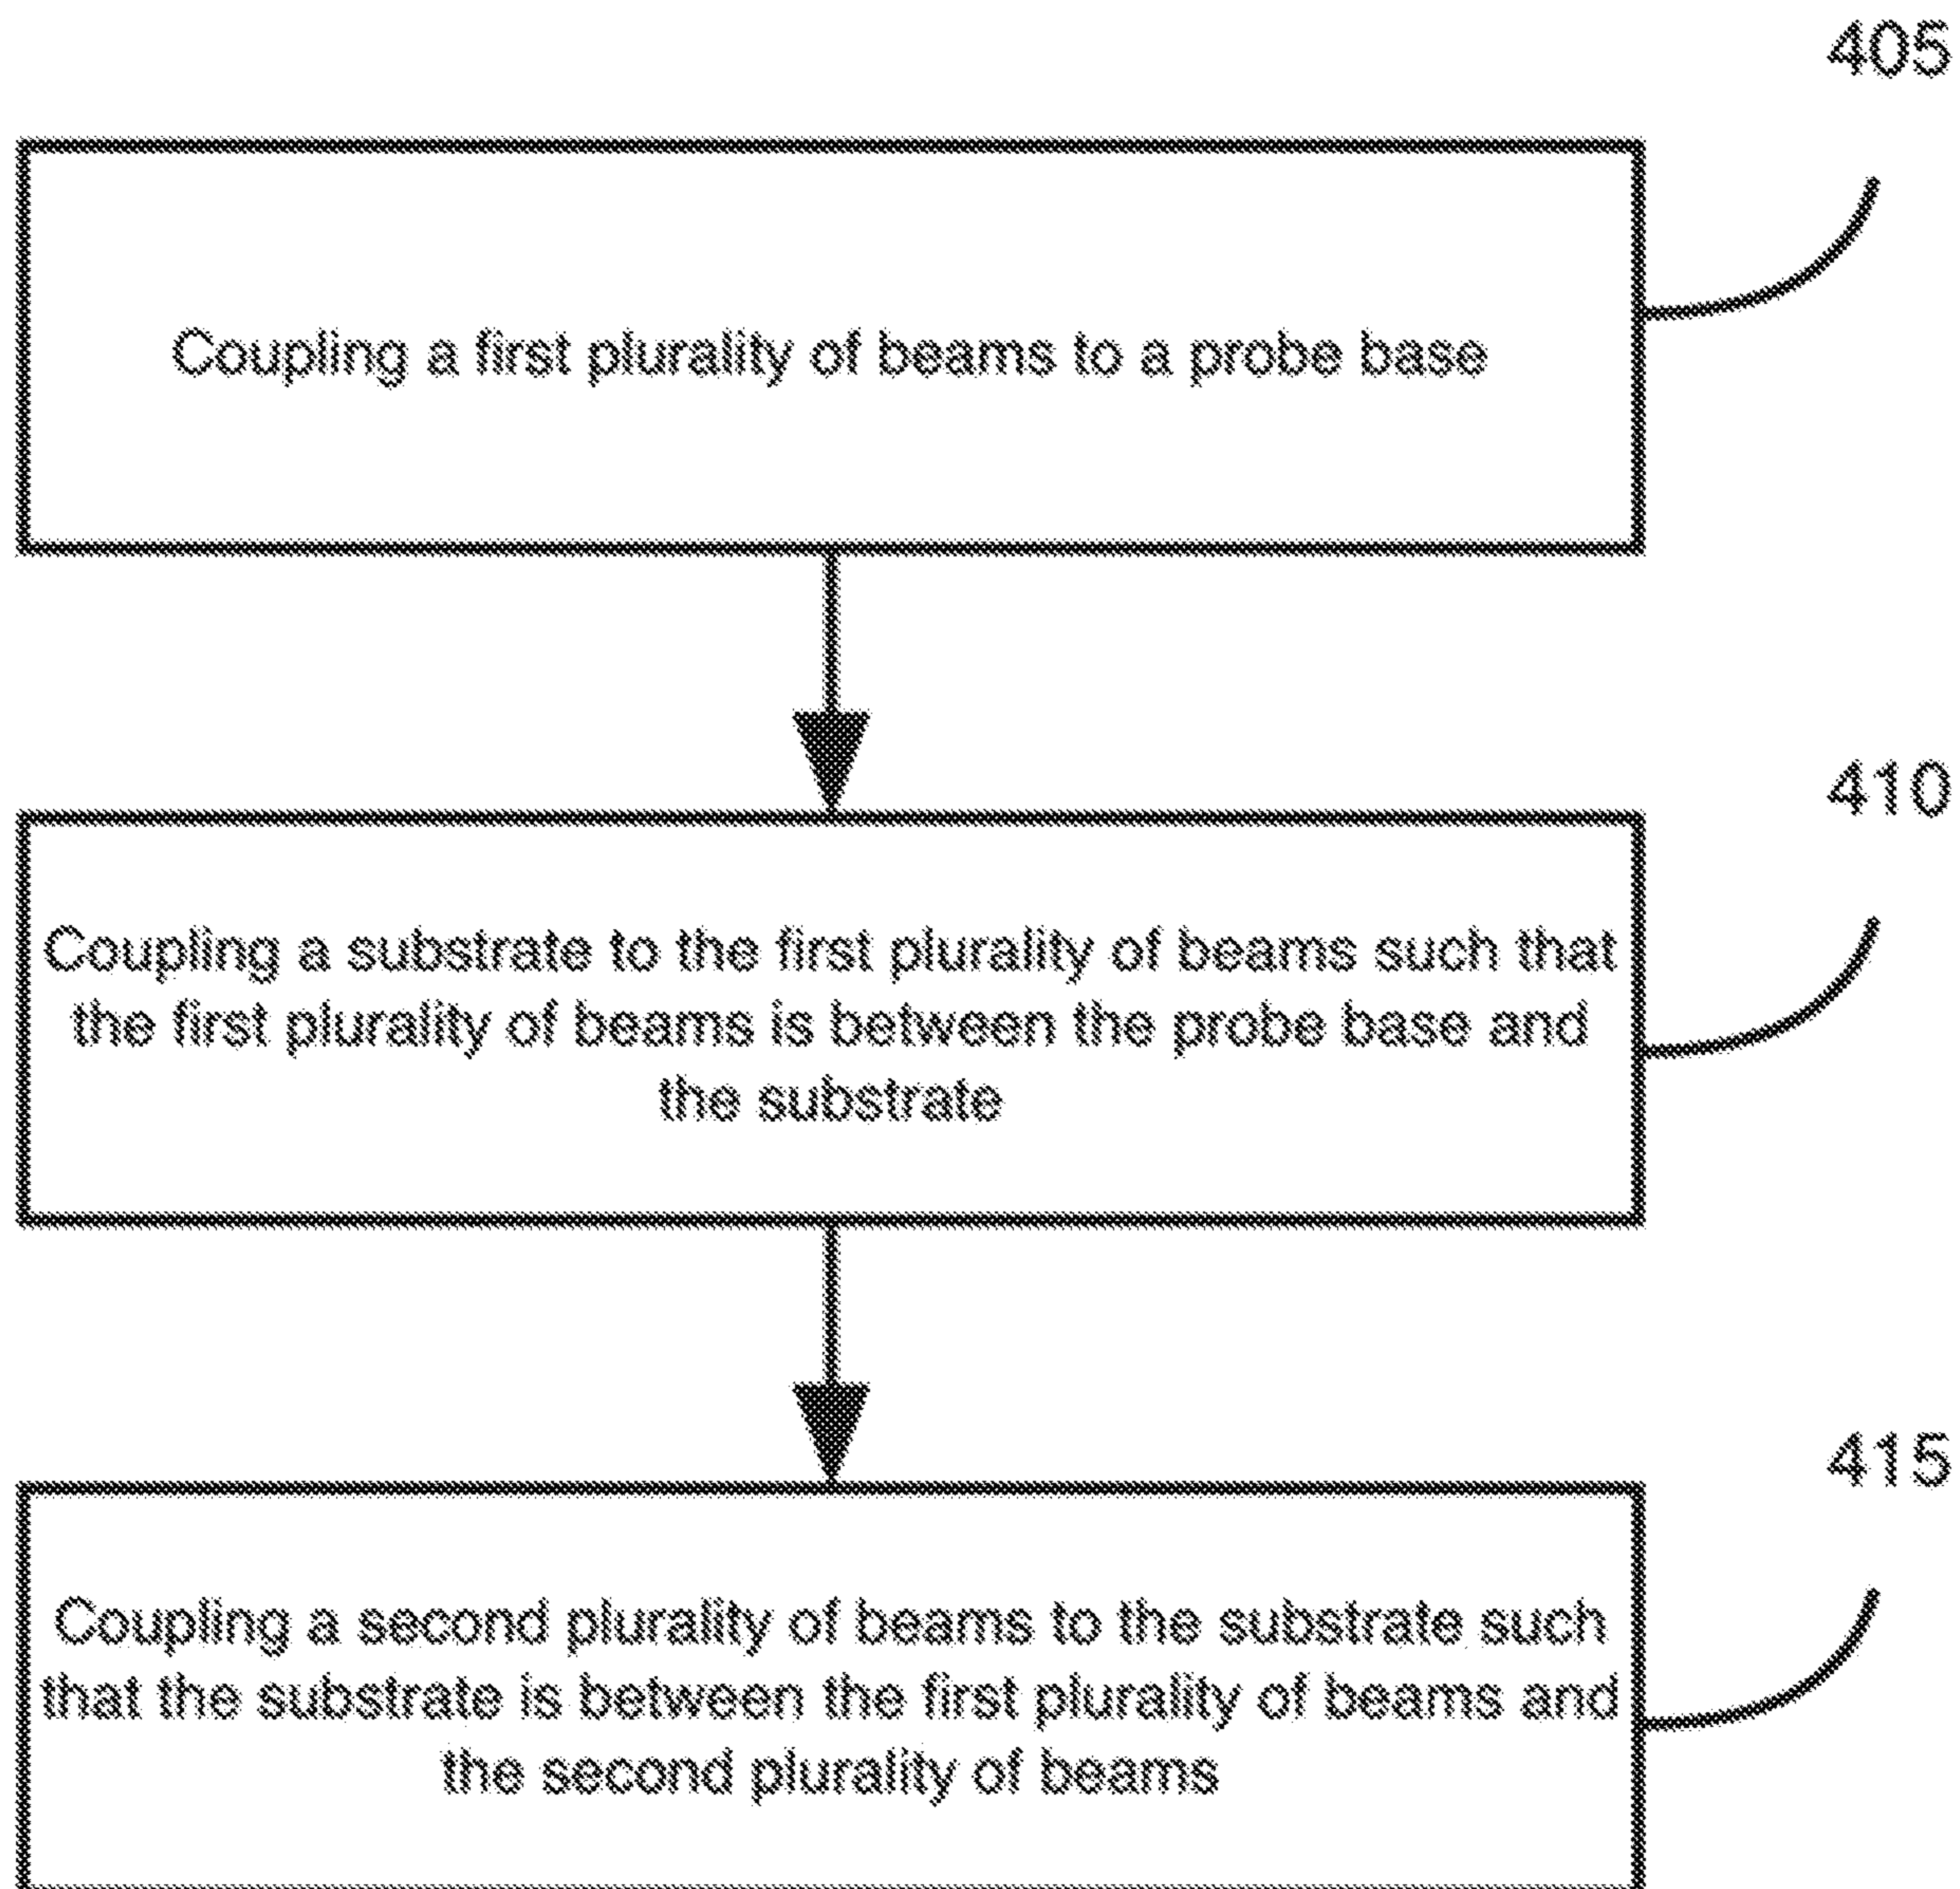 405
Coupling a first plurality of beams to a probe base
410
Coupling a substrate to the first plurality of beams such that
the first plurality of beams is between the probe base and
the substrate
415
Coupling a second plurality of beams to the substrate such
that the substrate is between the first plurality of beams and
the second plurality of beams